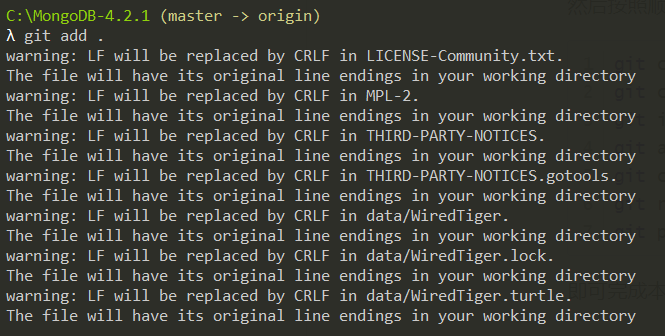 C:\MongoDB-4.2.1 (master -> origin)
λ git add .
warning: LF will be replaced by CRLF in LICENSE-Community.txt.
The file will have its original line endings in your working directory
warning: LF will be replaced by CRLF in MPL-2.
The file will have its original line endings in your working directory
warning: LF will be replaced by CRLF in THIRD-PARTY-NOTICES.
The file will have its original line endings in your working directory
warning: LF will be replaced by CRLF in THIRD-PARTY-NOTICES.gotools.
The file will have its original line endings in your working directory
warning: LF will be replaced by CRLF in data/WiredTiger.
The file will have its original line endings in your working directory
warning: LF will be replaced by CRLF in data/WiredTiger.lock.
The file will have its original line endings in your working directory
warning: LF will be replaced by CRLF in data/WiredTiger.turtle.
The file will have its original line endings in your working directory